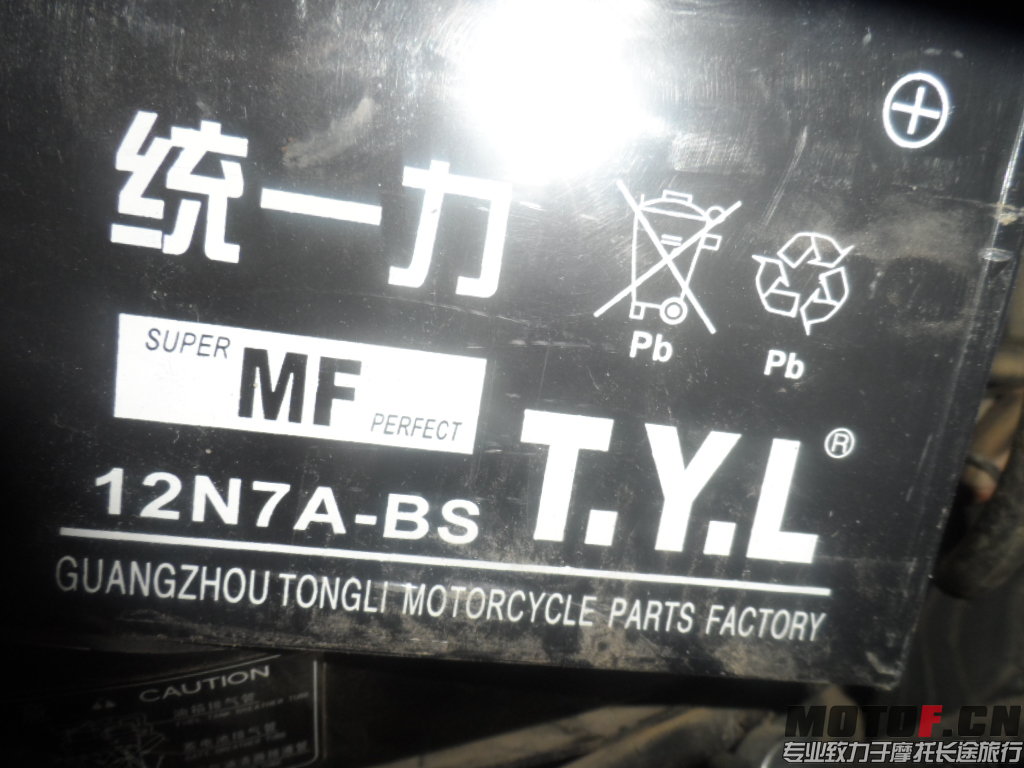 统一力
Pb
Pb
SUPER
MF
PERFECT
T.Y.L®
12N7A-BS
GUANGZHOU TONGLI MOTORCYCLE PARTS FACTORY
CAUTION
MOTOF.CN
专业致力于摩托长途旅行